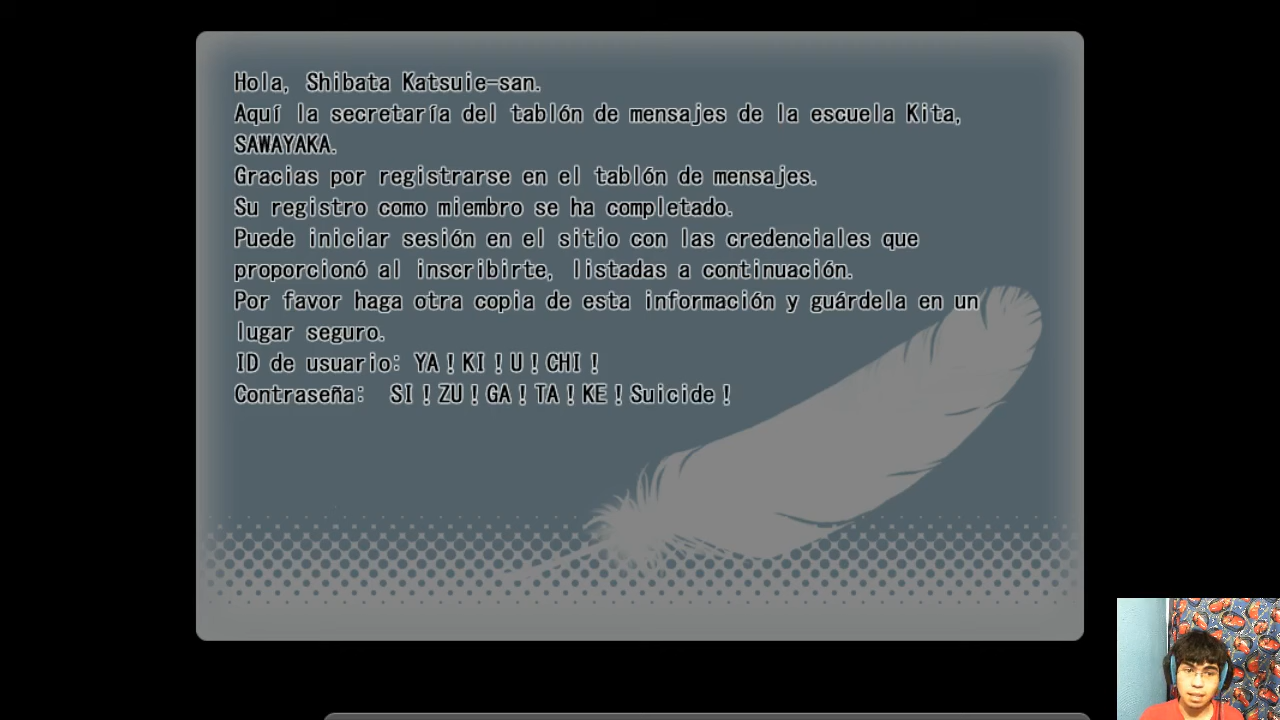 Hola, Shibata Katsuie-san.
Aquí la secretaría del tablón de mensajes de la escuela Kita,
SAWAYAKA.
Gracias por registrarse en el tablón de mensajes.
Su registro como miembro se ha completado.
Puede iniciar sesión en el sitio con las credenciales que
proporcionó al inscribirte, listadas a continuación.
Por favor haga otra copia de esta información y guárdela en un
lugar seguro.
ID de usuario: YA！KI！U！CHI！
Contraseña:  SI！ZU！GA！TA！KE！Suicide！